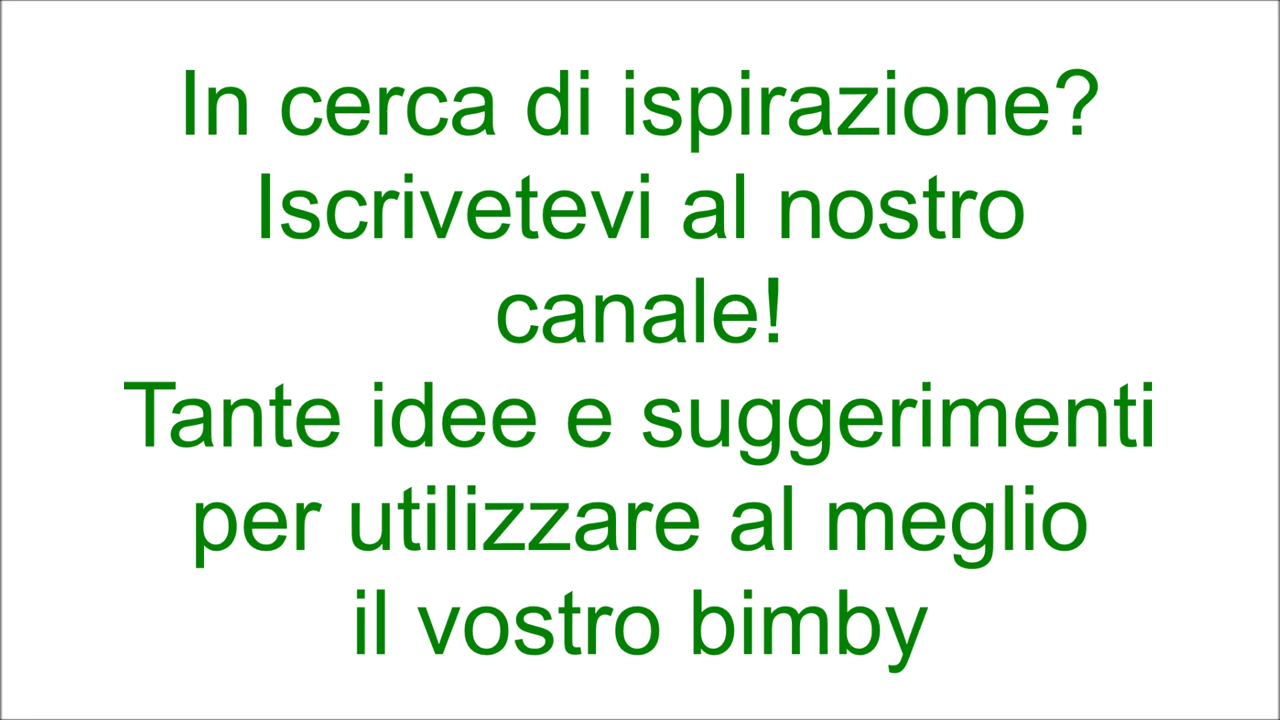 In cerca di ispirazione?
Iscrivetevi al nostro
canale!
Tante idee e suggerimenti
per utilizzare al meglio
il vostro bimby